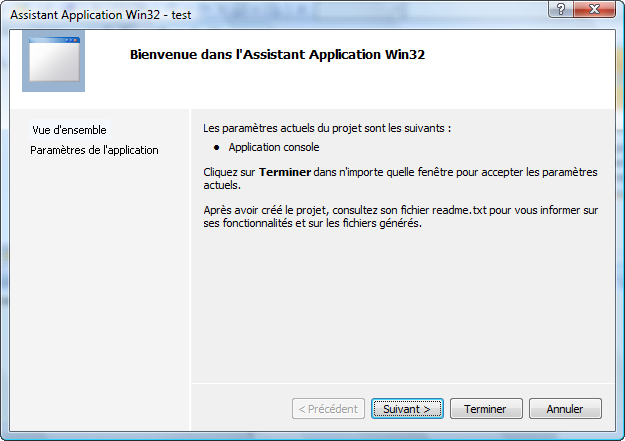 Assistant Application Win32 - test
Bienvenue dans l'Assistant Application Win32
Vue d'ensemble
Paramètres de l'application
Les paramètres actuels du projet sont les suivants :
● Application console
Cliquez sur Terminer dans n'importe quelle fenêtre pour accepter les paramètres
actuels.
Après avoir créé le projet, consultez son fichier readme.txt pour vous informer sur
ses fonctionnalités et sur les fichiers générés.
< Précédent
Suivant >
Terminer
Annuler